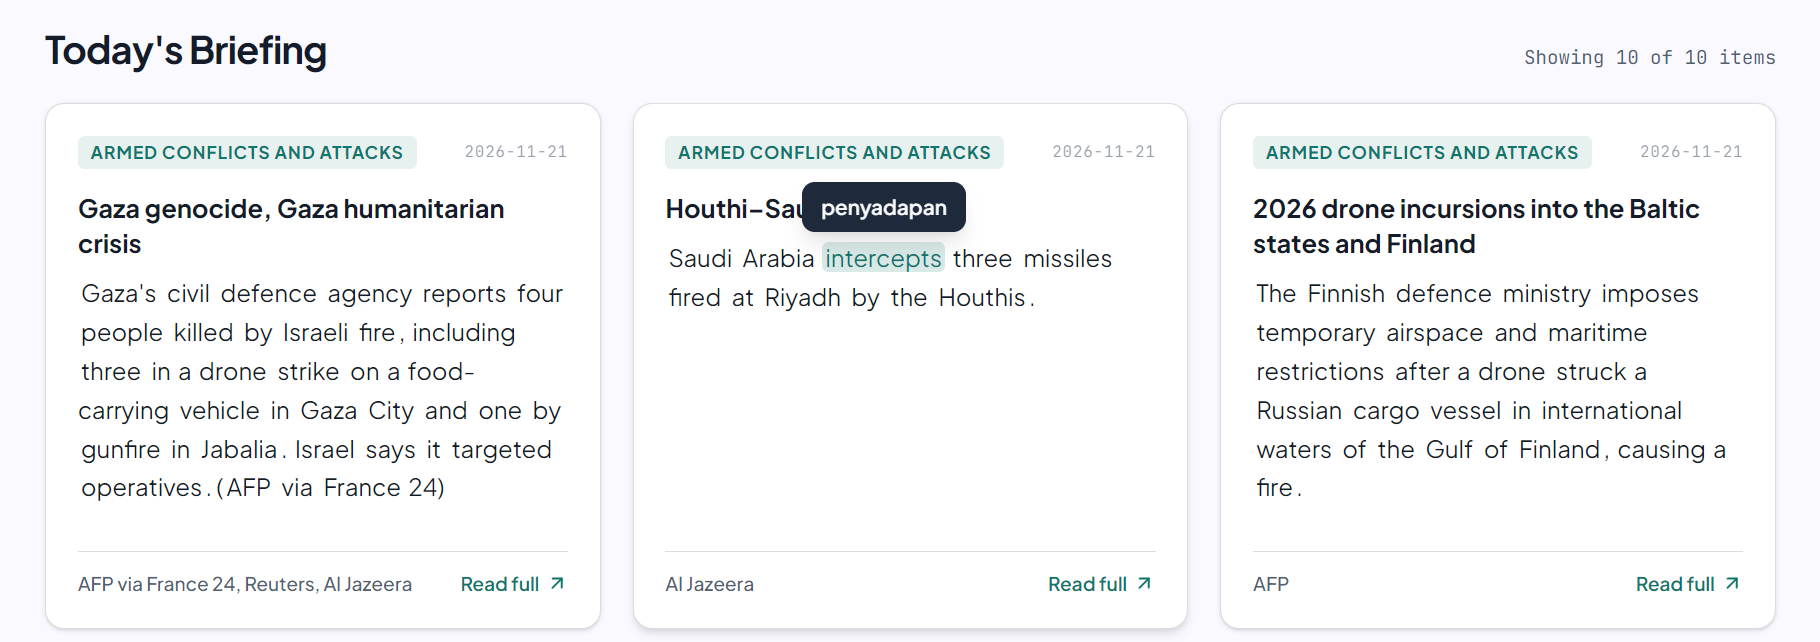 Today's Briefing
Showing 10 of 10 items
ARMED CONFLICTS AND ATTACKS
2026-11-21
Gaza genocide, Gaza humanitarian
crisis
Gaza's civil defence agency reports four
people killed by Israeli fire, including
three in a drone strike on a food-
carrying vehicle in Gaza City and one by
gunfire in Jabalia. Israel says it targeted
operatives. (AFP via France 24)
AFP via France 24, Reuters, Al Jazeera
Read full
ARMED CONFLICTS AND ATTACKS
2026-11-21
penyadapan
Saudi Arabia intercepts three missiles
fired at Riyadh by the Houthis.
Al Jazeera
Read full
ARMED CONFLICTS AND ATTACKS
2026-11-21
2026 drone incursions into the Baltic
states and Finland
The Finnish defence ministry imposes
temporary airspace and maritime
restrictions after a drone struck a
Russian cargo vessel in international
waters of the Gulf of Finland, causing a
fire.
AFP
Read full